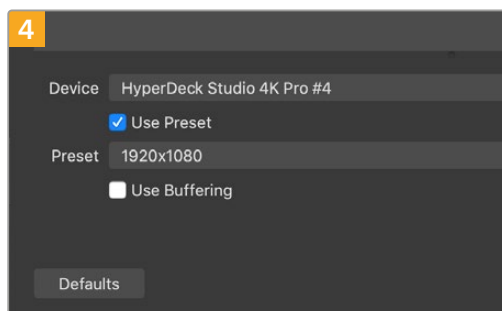 4
Device HyperDeck Studio 4K Pro #4
Use Preset
Preset 1920x1080
Use Buffering
Defaults